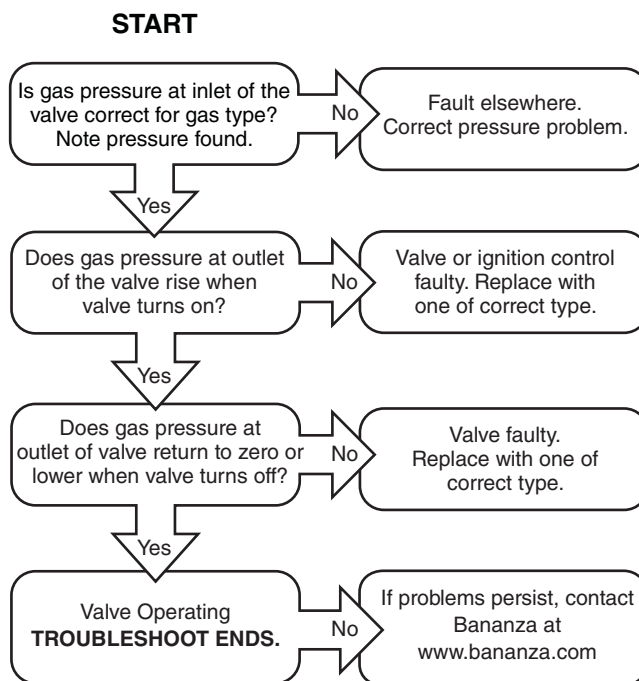 START
Is gas pressure at inlet of the
valve correct for gas type?
Note pressure found.
No
Fault elsewhere.
Correct pressure problem.
Yes
Does gas pressure at outlet
of the valve rise when
valve turns on?
No
Valve or ignition control
faulty. Replace with
one of correct type.
Yes
Does gas pressure at
outlet of valve return to zero or
lower when valve turns off?
No
Valve faulty.
Replace with one of
correct type.
Yes
Valve Operating
TROUBLESHOOT ENDS.
No
If problems persist, contact
Bananza at
www.bananza.com